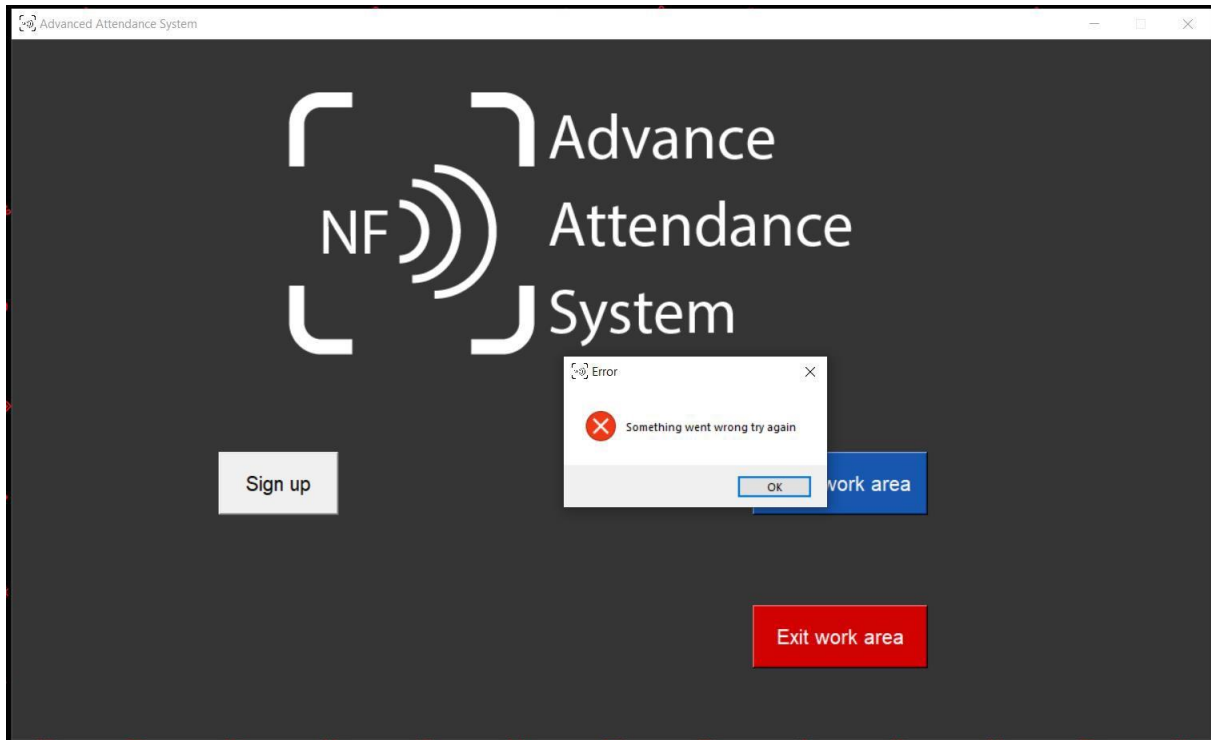 Advanced Attendance System
Advance
Attendance
NF
System
Error
Something went wrong try again
OK
Sign up
work area
Exit work area